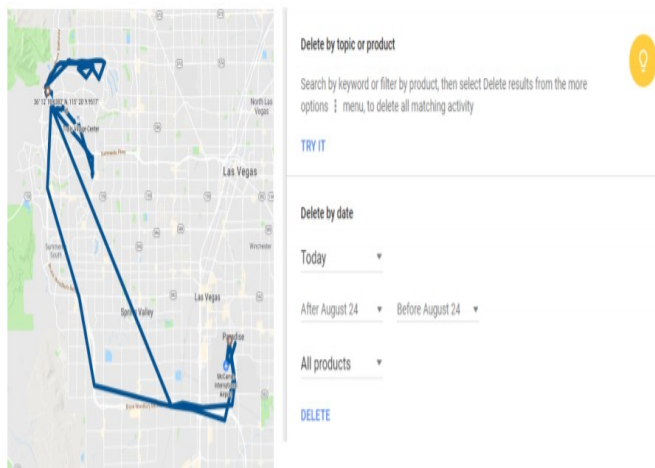 North Las
Vegas
Las Vegas
Summerlin
South
Winchester
Las Vegas
Spring Valley
Paradise
McCarran
International
Airport
Delete by topic or product
Search by keyword or filter by product, then select Delete results from the more
options ⋮ menu, to delete all matching activity
TRY IT
Delete by date
Today
After August 24 Before August 24
All products
DELETE